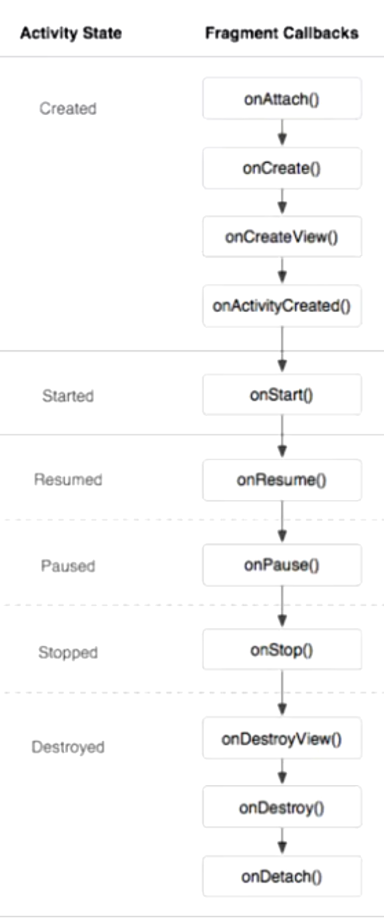 Activity State Fragment Callbacks
Created
onAttach()
onCreate()
onCreateView()
onActivityCreated()
Started
onStart()
Resumed
onResume()
Paused
onPause()
Stopped
onStop()
Destroyed
onDestroyView()
onDestroy()
onDetach()